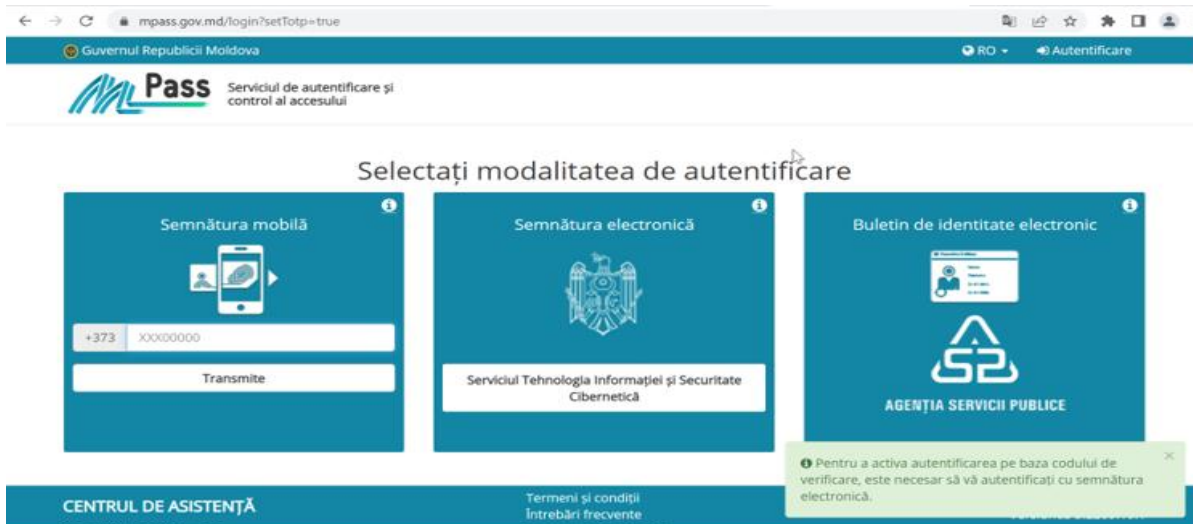 mpass.gov.md/login?setTotp=true
Guvernul Republicii Moldova
RO
Autentificare
Pass
Serviciul de autentificare și
control al accesului
Selectați modalitatea de autentificare
Semnătura mobilă
+373
XXX00000
Transmite
Semnătura electronică
Serviciul Tehnologia Informației și Securitate
Cibernetică
Buletin de identitate electronic
AGENȚIA SERVICII PUBLICE
Pentru a activa autentificarea pe baza codului de
verificare, este necesar să vă autentificați cu semnătura
electronică.
CENTRUL DE ASISTENȚĂ
Termeni și condiții
Întrebări frecvente